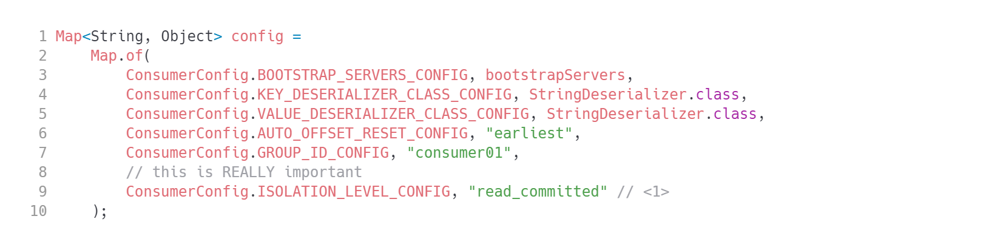 1 Map<String, Object> config =
2     Map.of(
3         ConsumerConfig.BOOTSTRAP_SERVERS_CONFIG, bootstrapServers,
4         ConsumerConfig.KEY_DESERIALIZER_CLASS_CONFIG, StringDeserializer.class,
5         ConsumerConfig.VALUE_DESERIALIZER_CLASS_CONFIG, StringDeserializer.class,
6         ConsumerConfig.AUTO_OFFSET_RESET_CONFIG, "earliest",
7         ConsumerConfig.GROUP_ID_CONFIG, "consumer01",
8         // this is REALLY important
9         ConsumerConfig.ISOLATION_LEVEL_CONFIG, "read_committed" // <1>
10     );